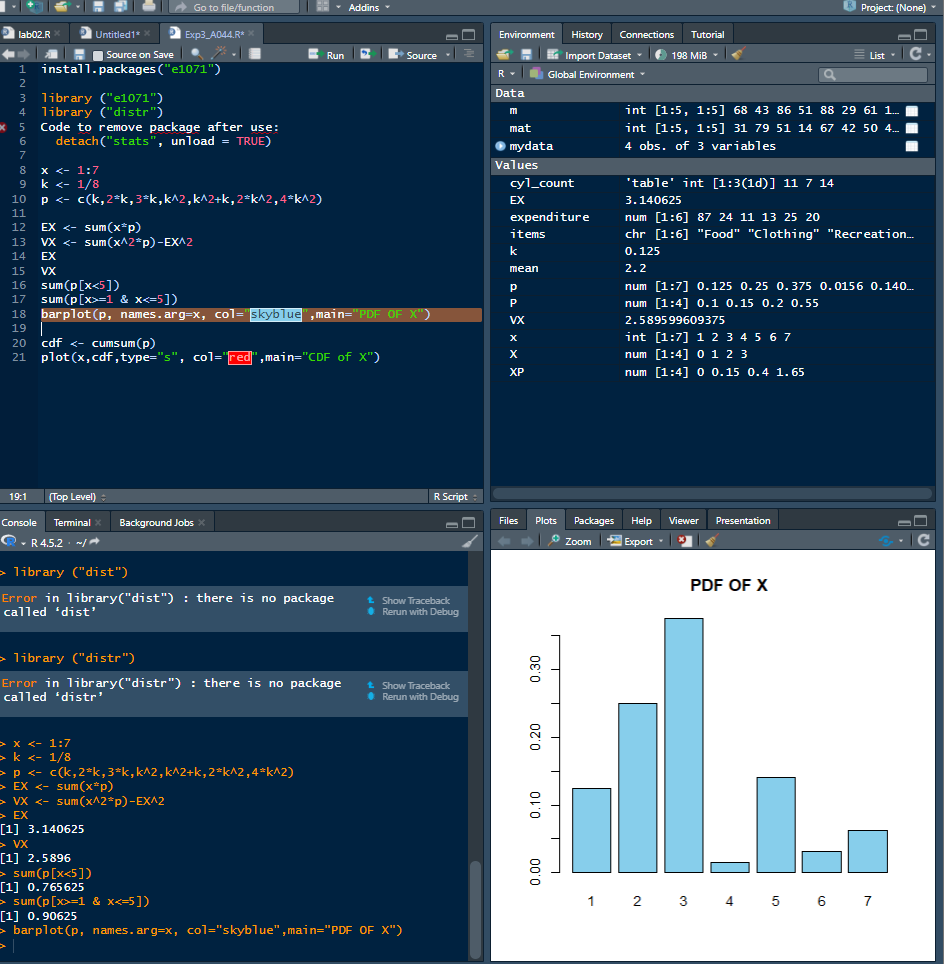 Go to file/function
Addins
Project: (None)
lab02.R
Untitled1*
Exp3_A044.R*
Source on Save
Run
Source
1 install.packages("e1071")
2
3 library ("e1071")
4 library ("distr")
5 Code to remove package after use:
6 detach("stats", unload = TRUE)
7
8 x <- 1:7
9 k <- 1/8
10 p <- c(k,2*k,3*k,k^2,k^2+k,2*k^2,4*k^2)
11
12 EX <- sum(x*p)
13 VX <- sum(x^2*p)-EX^2
14 EX
15 VX
16 sum(p[x<5])
17 sum(p[x>=1 & x<=5])
18 barplot(p, names.arg=x, col="skyblue",main="PDF OF X")
19
20 cdf <- cumsum(p)
21 plot(x,cdf,type="s", col="red",main="CDF of X")
19:1 (Top Level) R Script
Console Terminal Background Jobs
R 4.5.2 · ~/
> library ("dist")
Error in library("dist") : there is no package
called ‘dist’
Show Traceback
Rerun with Debug
> library ("distr")
Error in library("distr") : there is no package
called ‘distr’
Show Traceback
Rerun with Debug
> x <- 1:7
> k <- 1/8
> p <- c(k,2*k,3*k,k^2,k^2+k,2*k^2,4*k^2)
> EX <- sum(x*p)
> VX <- sum(x^2*p)-EX^2
> EX
[1] 3.140625
> VX
[1] 2.5896
> sum(p[x<5])
[1] 0.765625
> sum(p[x>=1 & x<=5])
[1] 0.90625
> barplot(p, names.arg=x, col="skyblue",main="PDF OF X")
>
Environment History Connections Tutorial
Import Dataset 198 MiB List
R Global Environment
Data
m int [1:5, 1:5] 68 43 86 51 88 29 61 1…
mat int [1:5, 1:5] 31 79 51 14 67 42 50 4…
mydata 4 obs. of 3 variables
Values
cyl_count 'table' int [1:3(1d)] 11 7 14
EX 3.140625
expenditure num [1:6] 87 24 11 13 25 20
items chr [1:6] "Food" "Clothing" "Recreation…
k 0.125
mean 2.2
p num [1:7] 0.125 0.25 0.375 0.0156 0.140…
P num [1:4] 0.1 0.15 0.2 0.55
VX 2.589599609375
x int [1:7] 1 2 3 4 5 6 7
X num [1:4] 0 1 2 3
XP num [1:4] 0 0.15 0.4 1.65
Files Plots Packages Help Viewer Presentation
Zoom Export
PDF OF X
0.30
0.20
0.10
0.00
1 2 3 4 5 6 7